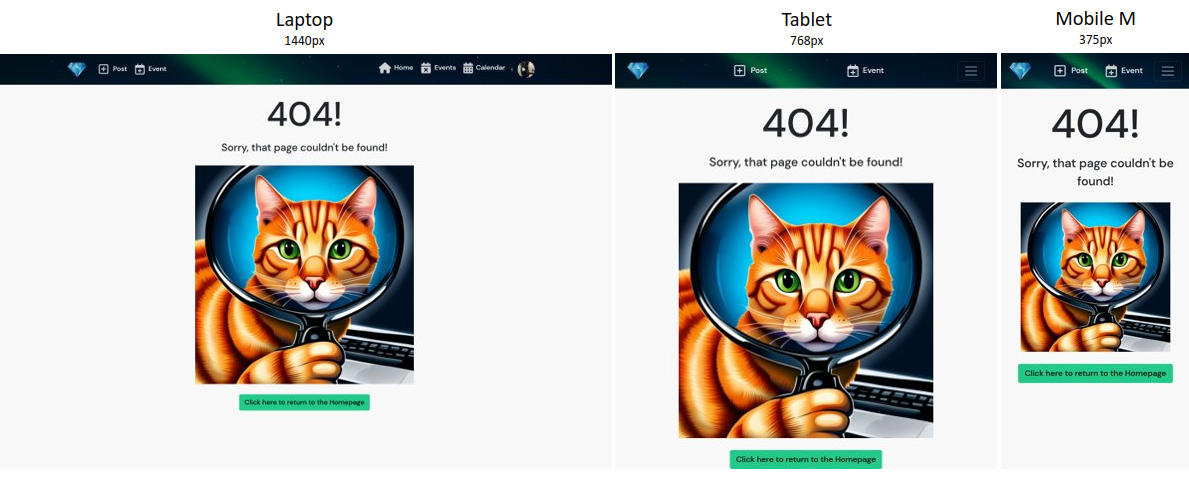 Laptop
1440px
Post Event Home Events Calendar
404!
Sorry, that page couldn't be found!
Click here to return to the Homepage
Tablet
768px
Post Event
404!
Sorry, that page couldn't be found!
Click here to return to the Homepage
Mobile M
375px
Post Event
404!
Sorry, that page couldn't be
found!
Click here to return to the Homepage